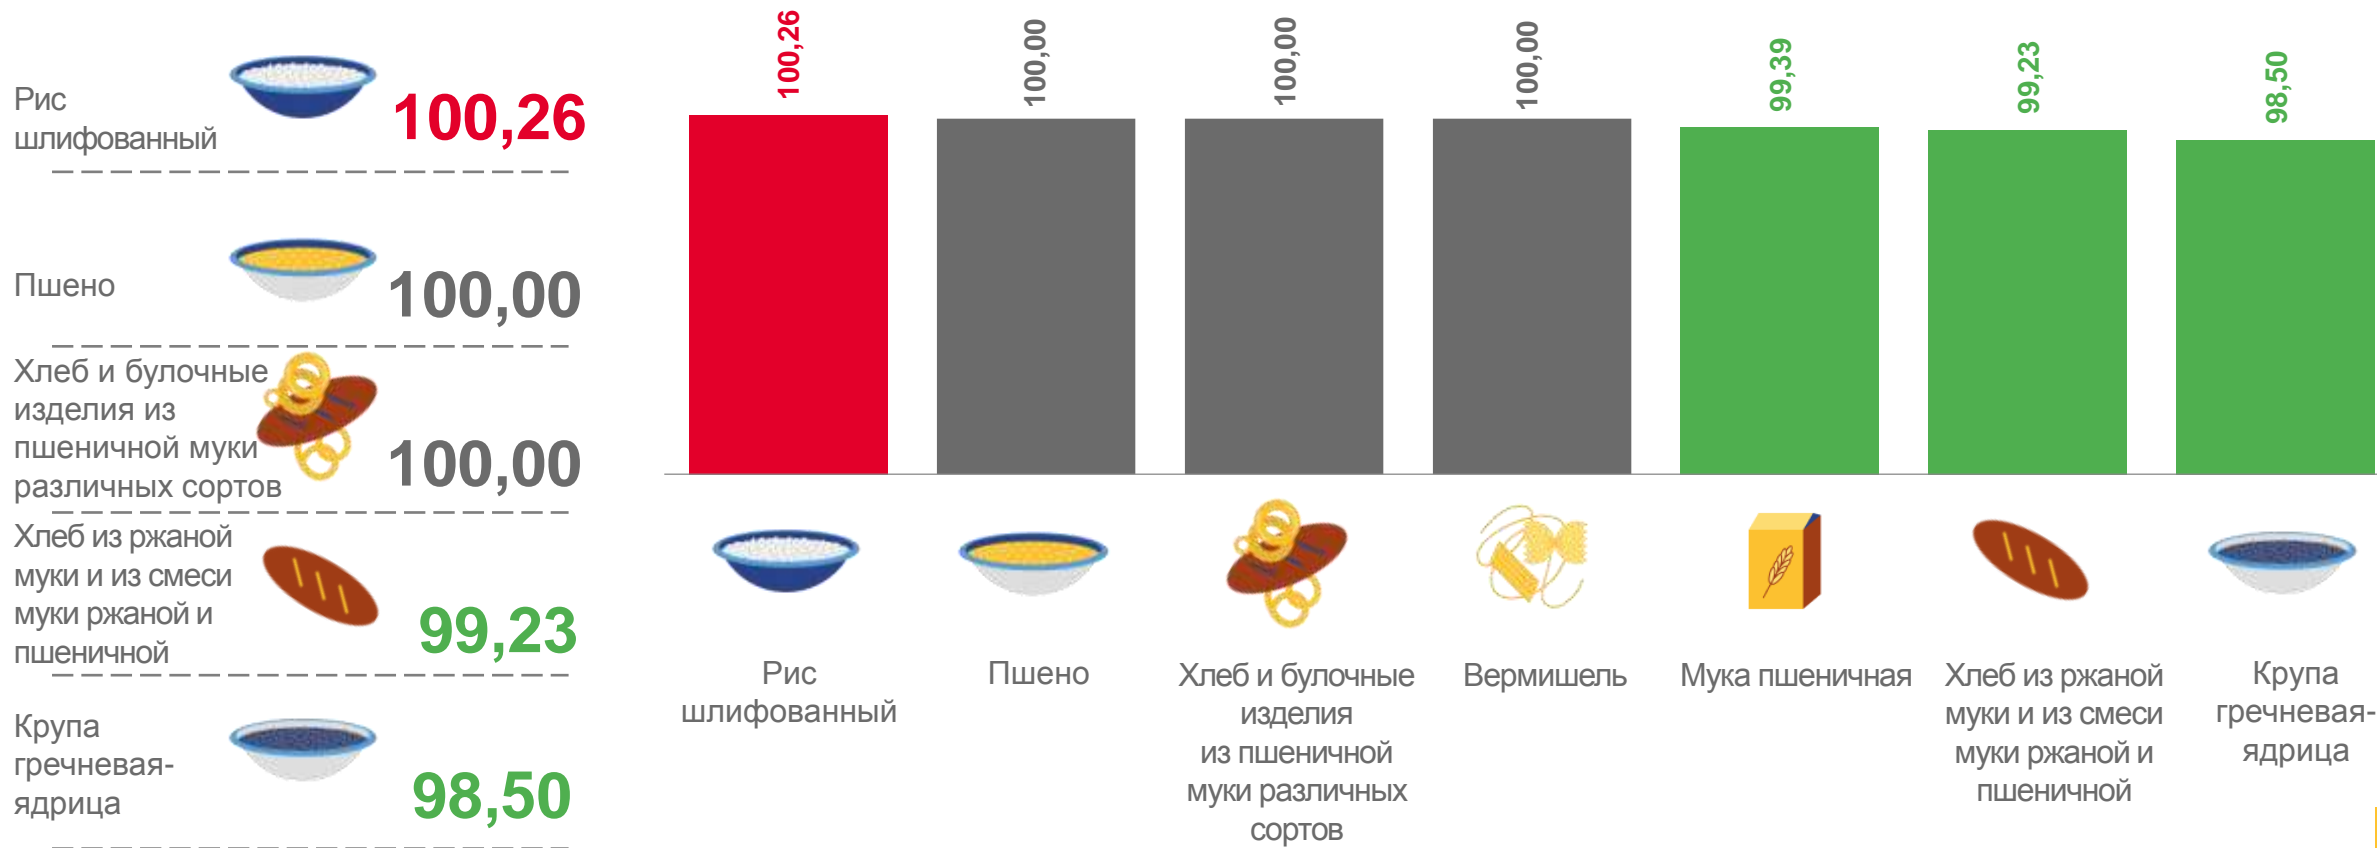 Рис
шлифованный
100,26
Пшено
100,00
Хлеб и булочные
изделия из
пшеничной муки
различных сортов
100,00
Хлеб из ржаной
муки и из смеси
муки ржаной и
пшеничной
99,23
Крупа
гречневая-
ядрица
98,50
100,26
100,00
100,00
100,00
99,39
99,23
98,50
Рис
шлифованный
Пшено
Хлеб и булочные
изделия
из пшеничной
муки различных
сортов
Вермишель
Мука пшеничная
Хлеб из ржаной
муки и из смеси
муки ржаной и
пшеничной
Крупа
гречневая-
ядрица